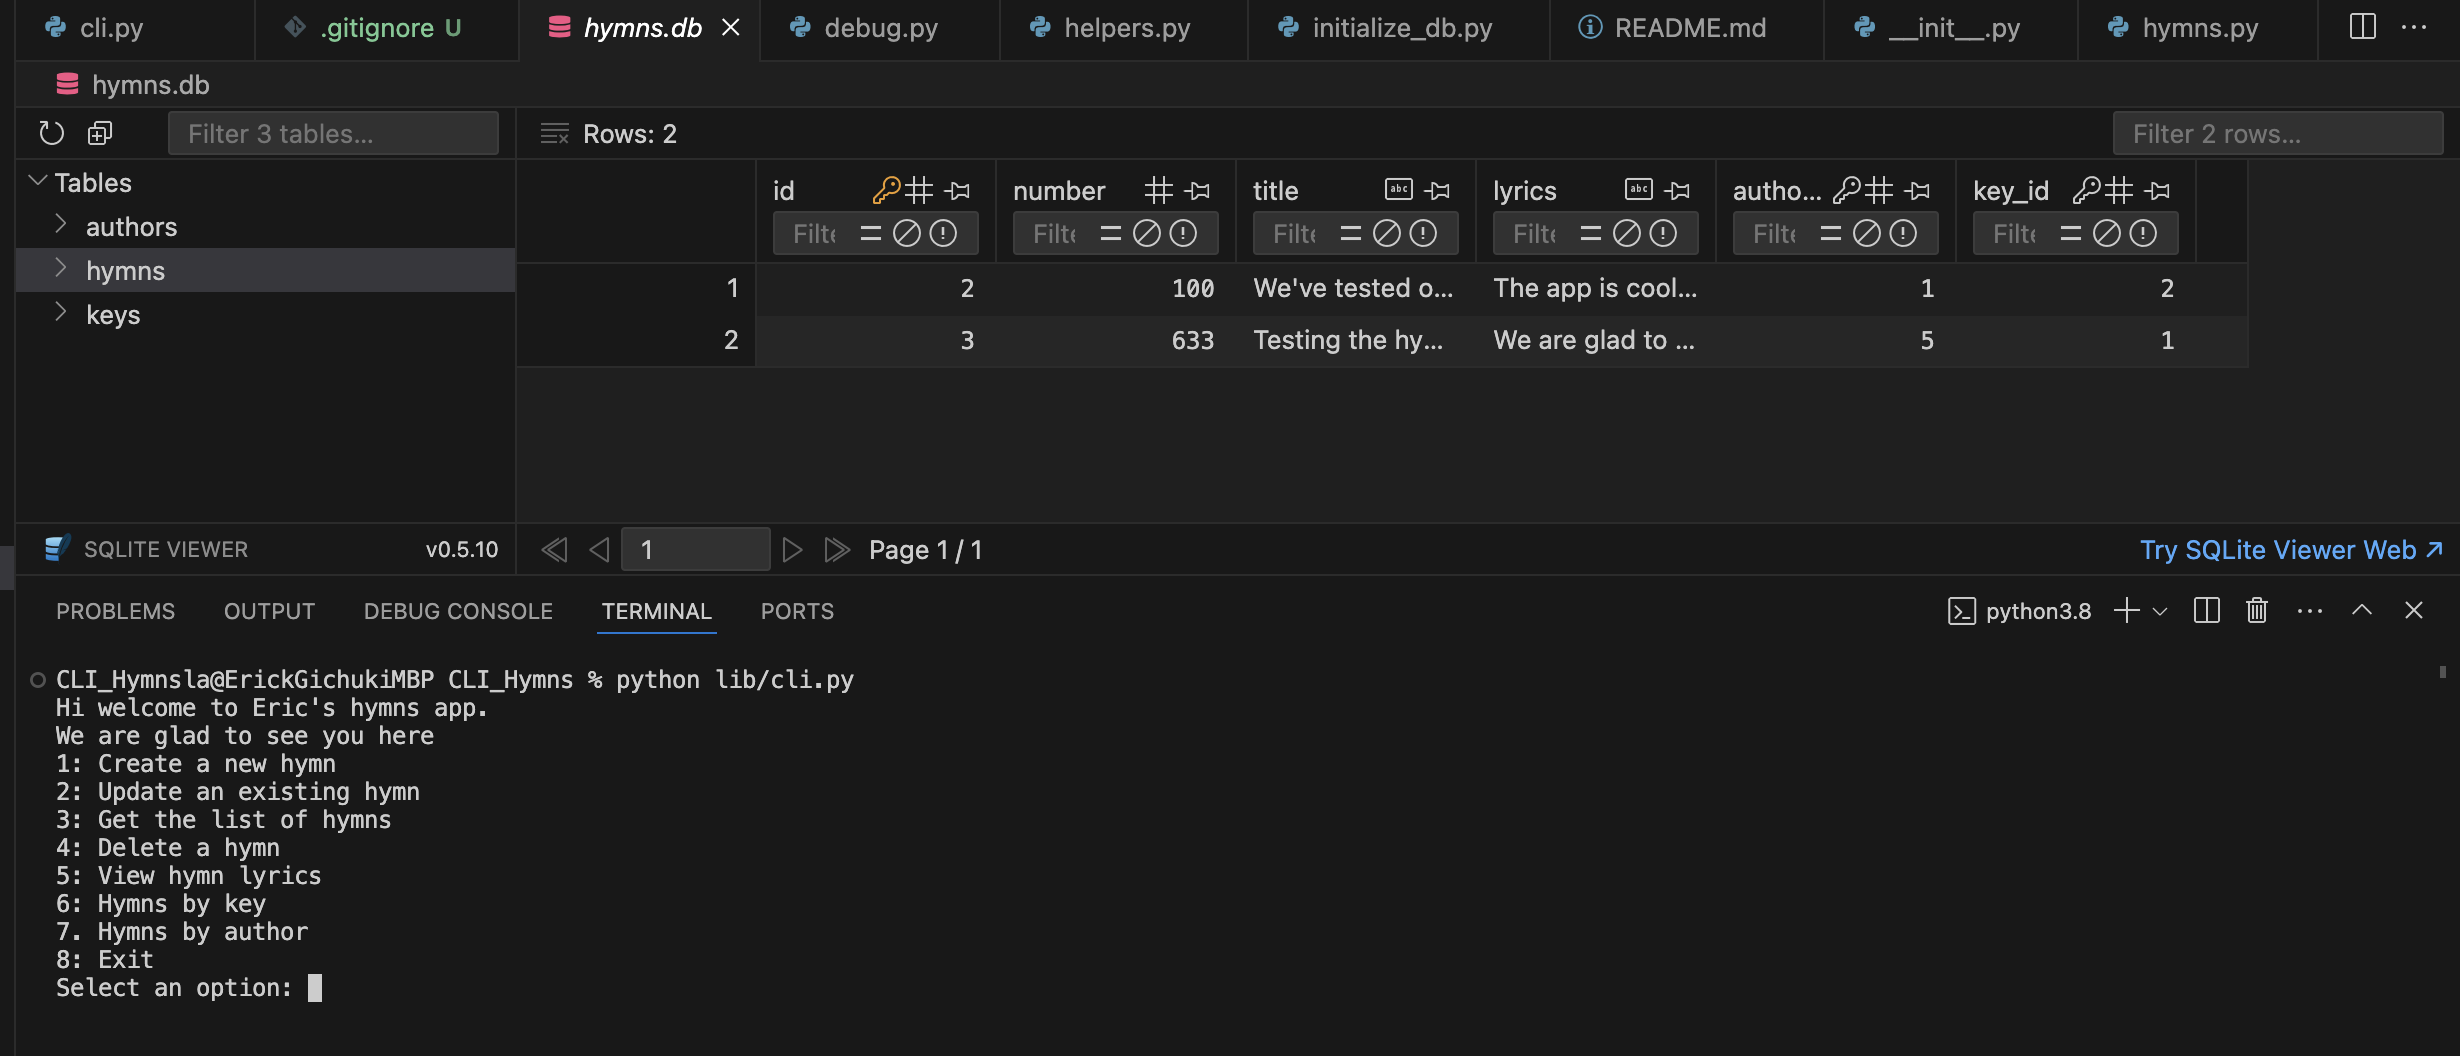 cli.py
.gitignore U
hymns.db
debug.py
helpers.py
initialize_db.py
README.md
__init__.py
hymns.py
hymns.db
Filter 3 tables...
Rows: 2
Filter 2 rows...
Tables
authors
hymns
keys
id number title lyrics autho... key_id
Filte Filte Filte Filte Filte Filte
1 2 100 We've tested o... The app is cool... 1 2
2 3 633 Testing the hy... We are glad to ... 5 1
SQLITE VIEWER v0.5.10
1 Page 1 / 1
Try SQLite Viewer Web
PROBLEMS OUTPUT DEBUG CONSOLE TERMINAL PORTS
python3.8
CLI_Hymnsla@ErickGichukiMBP CLI_Hymns % python lib/cli.py
Hi welcome to Eric's hymns app.
We are glad to see you here
1: Create a new hymn
2: Update an existing hymn
3: Get the list of hymns
4: Delete a hymn
5: View hymn lyrics
6: Hymns by key
7. Hymns by author
8: Exit
Select an option: